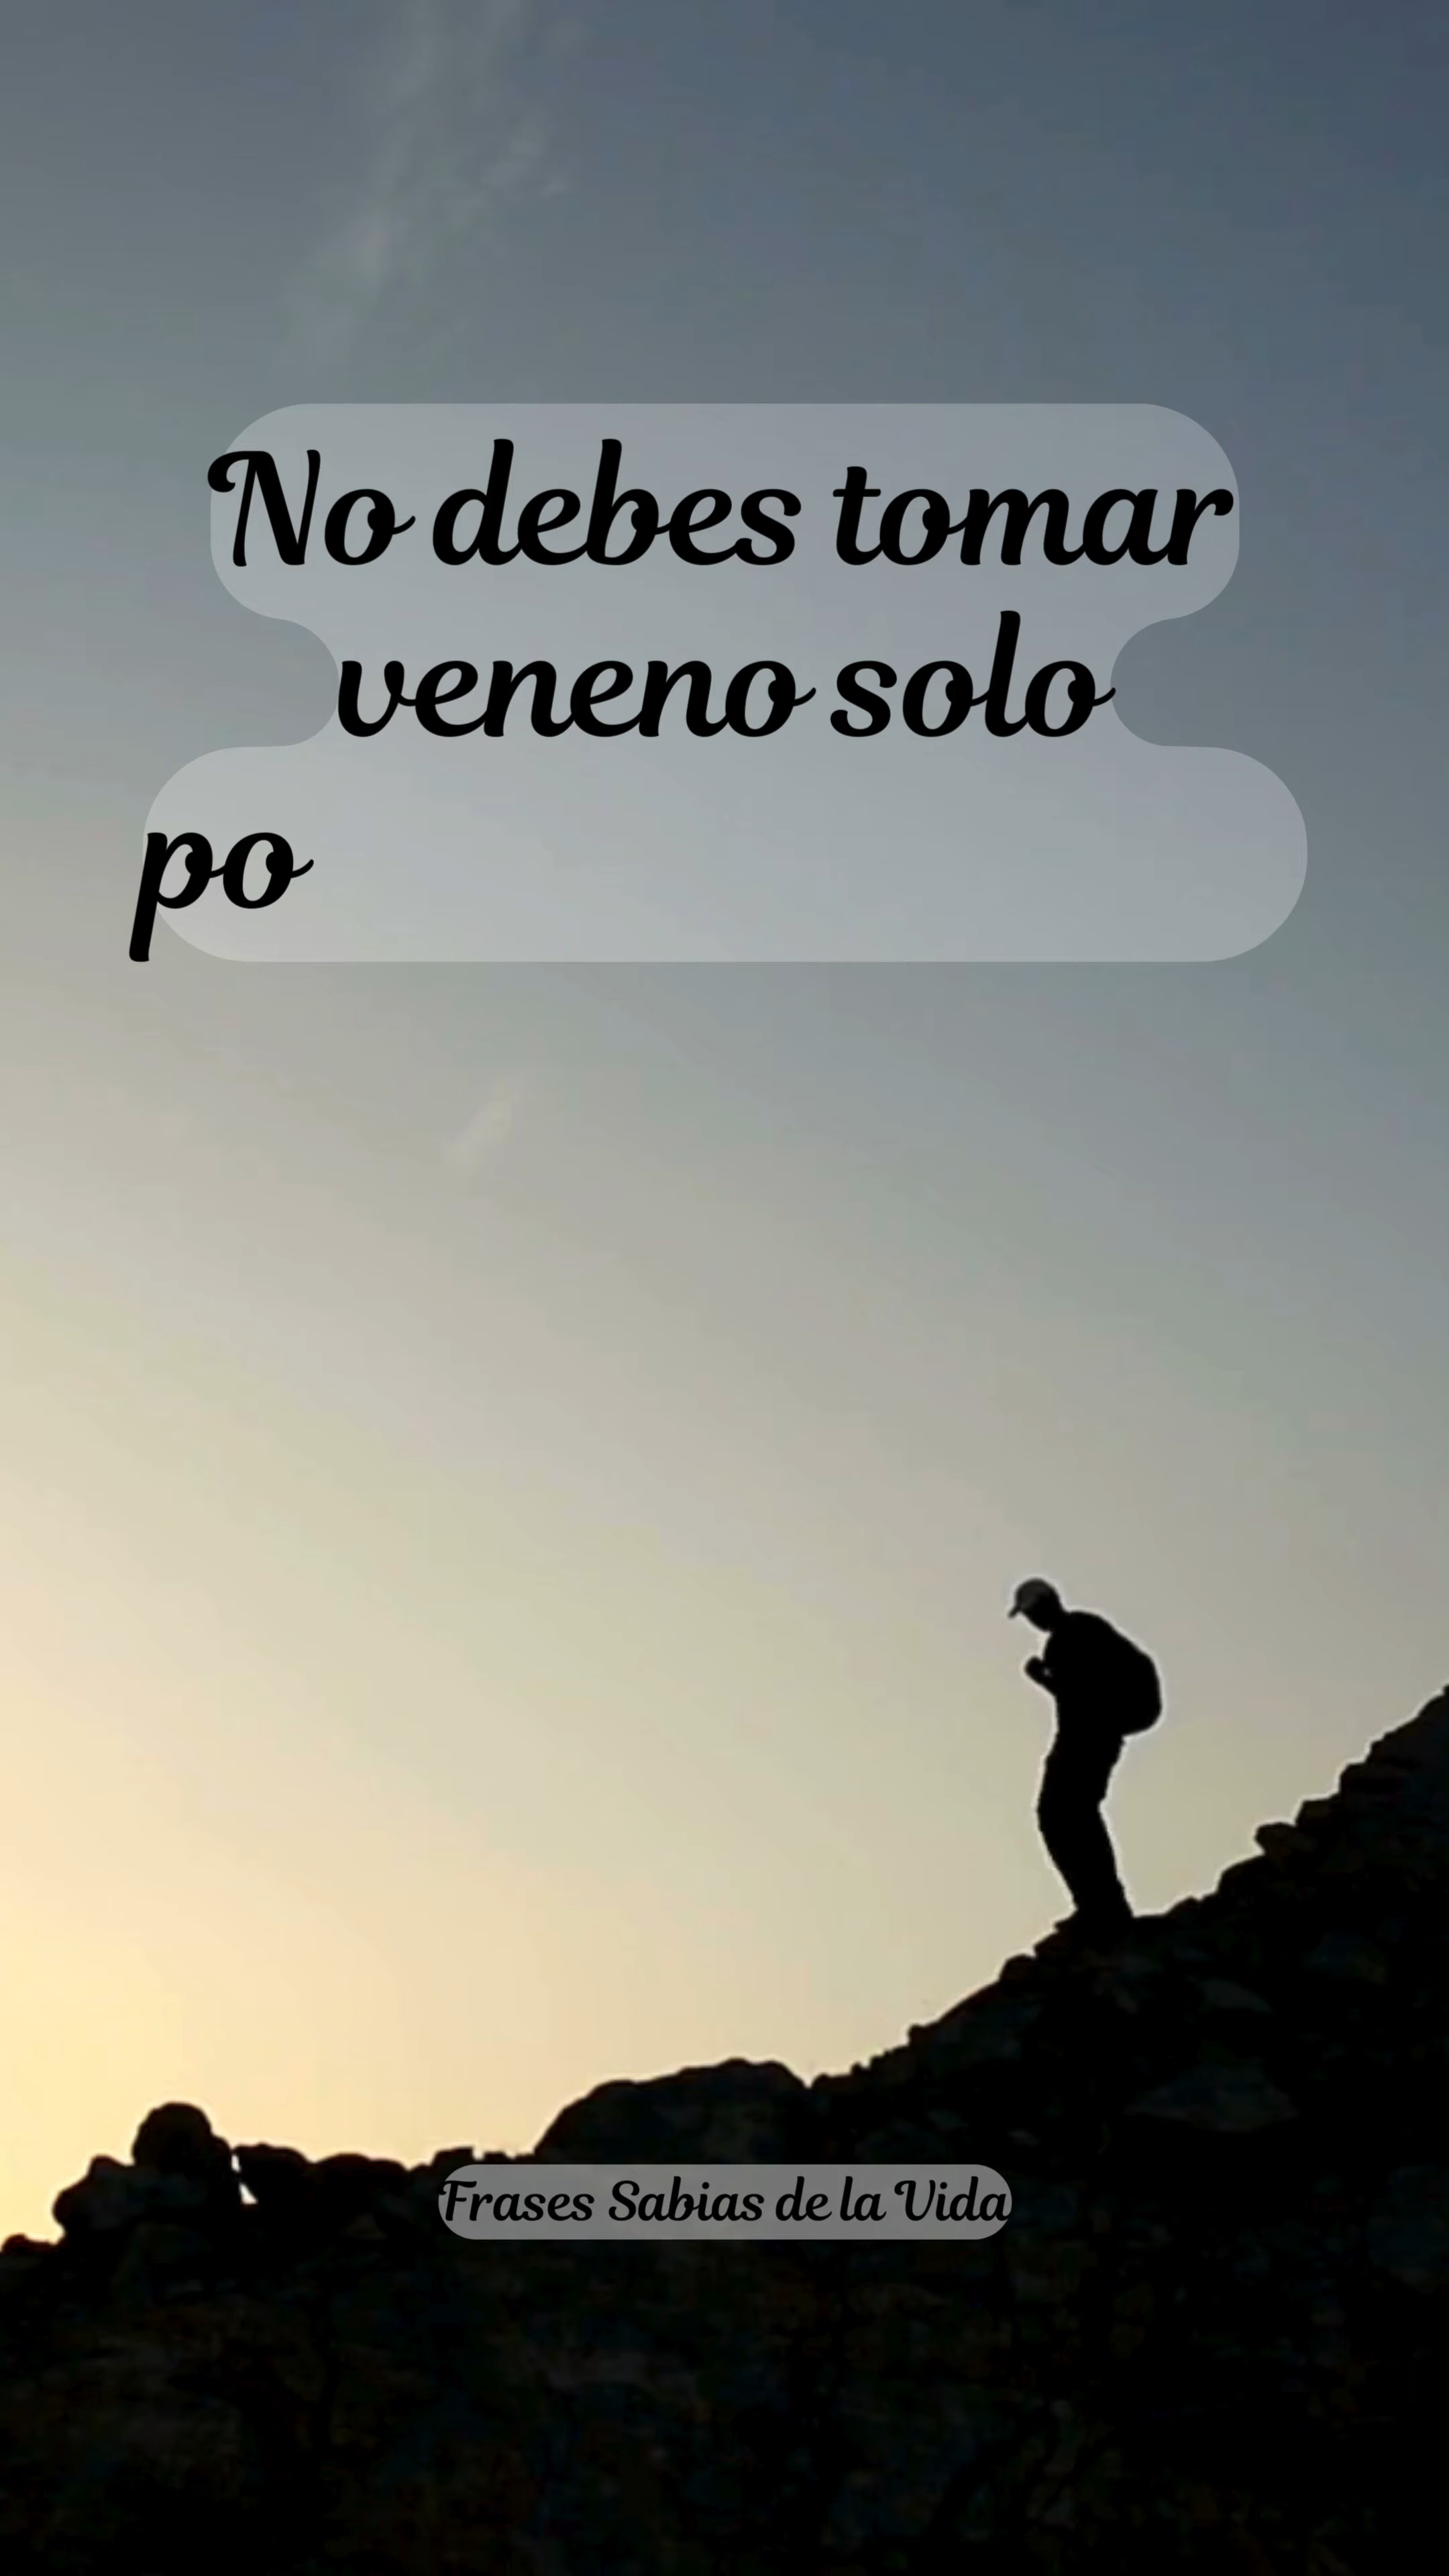 No debes tomar
veneno solo
po
Frases Sabias de la Vida